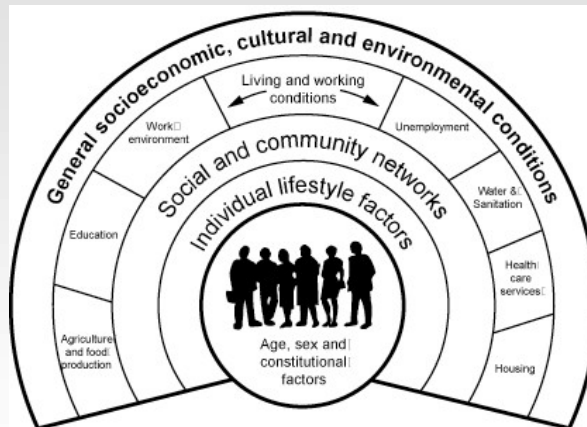 General socioeconomic, cultural and environmental conditions
Living and working
conditions
Work
environment
Unemployment
Social and community networks
Water &
Sanitation
Individual lifestyle factors
Education
Health
care
services
Agriculture
and food
production
Age, sex and
constitutional
factors
Housing